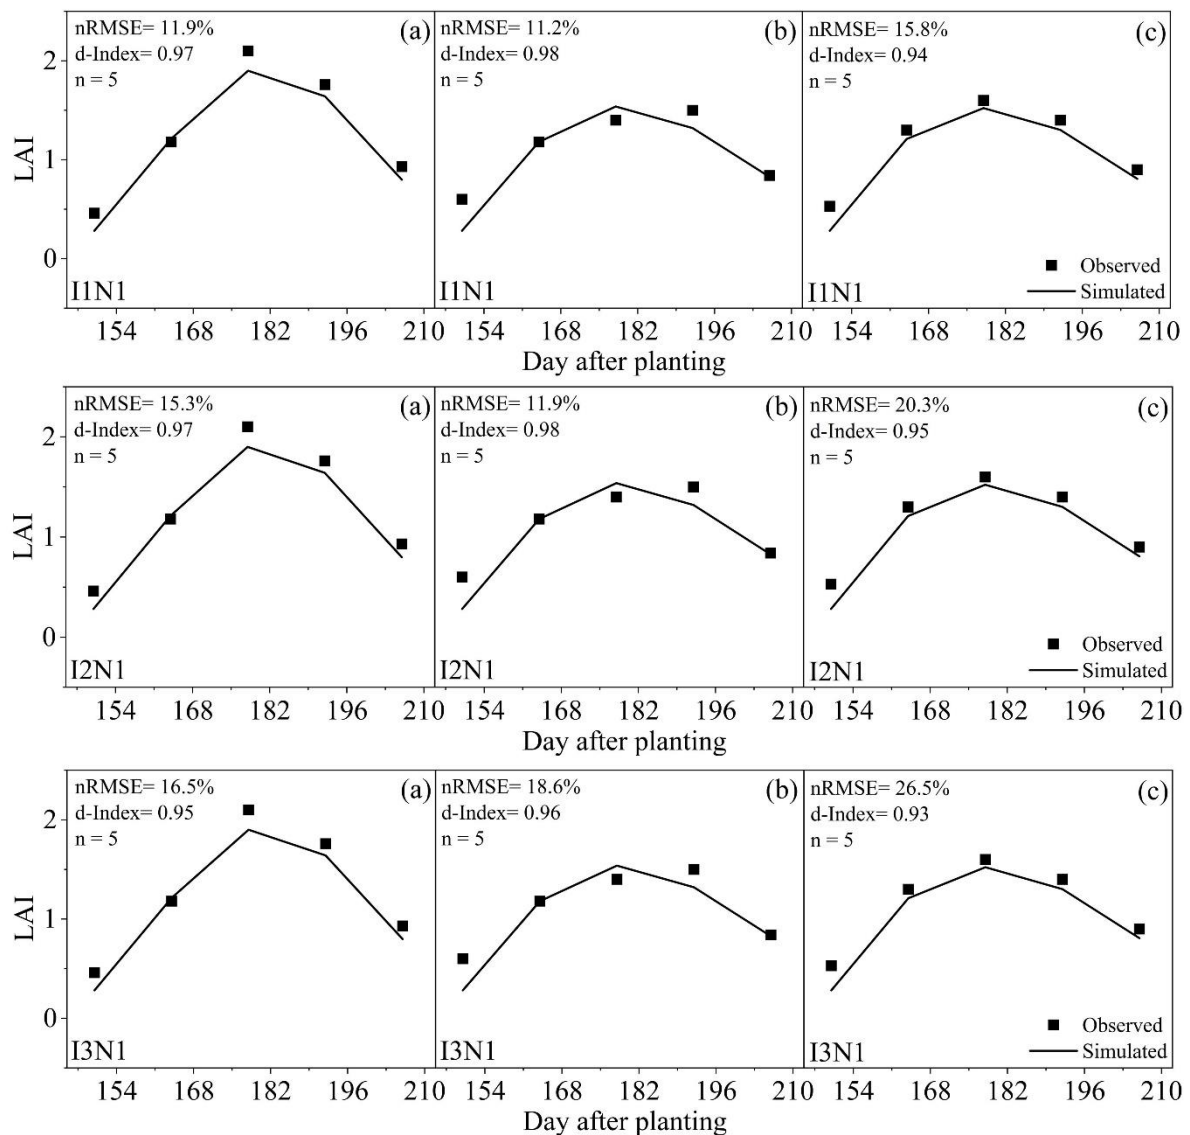 nRMSE= 11.9%
d-Index= 0.97
n = 5
(a)
nRMSE= 11.2%
d-Index= 0.98
n = 5
(b)
nRMSE= 15.8%
d-Index= 0.94
n = 5
(c)
2
1
0
LAI
I1N1
I1N1
I1N1
Observed
Simulated
154 168 182 196 210 154 168 182 196 210 154 168 182 196 210
Day after planting
nRMSE= 15.3%
d-Index= 0.97
n = 5
(a)
nRMSE= 11.9%
d-Index= 0.98
n = 5
(b)
nRMSE= 20.3%
d-Index= 0.95
n = 5
(c)
2
1
0
LAI
I2N1
I2N1
I2N1
Observed
Simulated
154 168 182 196 210 154 168 182 196 210 154 168 182 196 210
Day after planting
nRMSE= 16.5%
d-Index= 0.95
n = 5
(a)
nRMSE= 18.6%
d-Index= 0.96
n = 5
(b)
nRMSE= 26.5%
d-Index= 0.93
n = 5
(c)
2
1
0
LAI
I3N1
I3N1
I3N1
Observed
Simulated
154 168 182 196 210 154 168 182 196 210 154 168 182 196 210
Day after planting